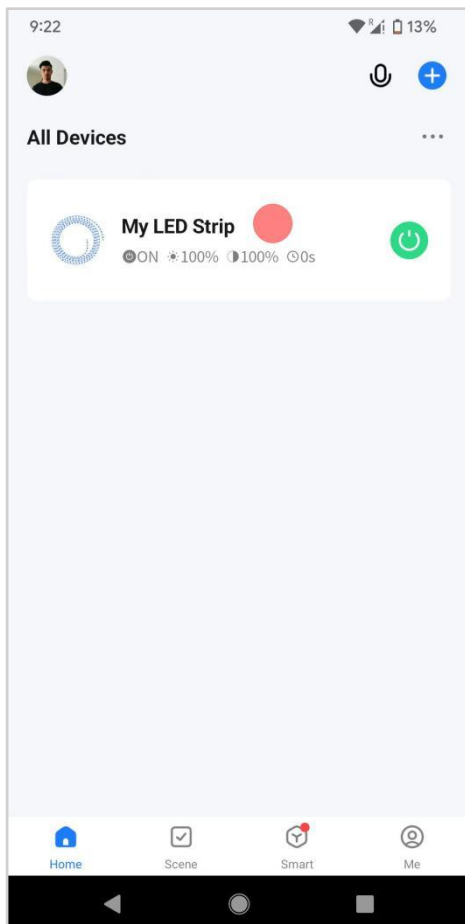 9:22
R
13%
All Devices
My LED Strip
ON 100% 100% 0s
Home
Scene
Smart
Me